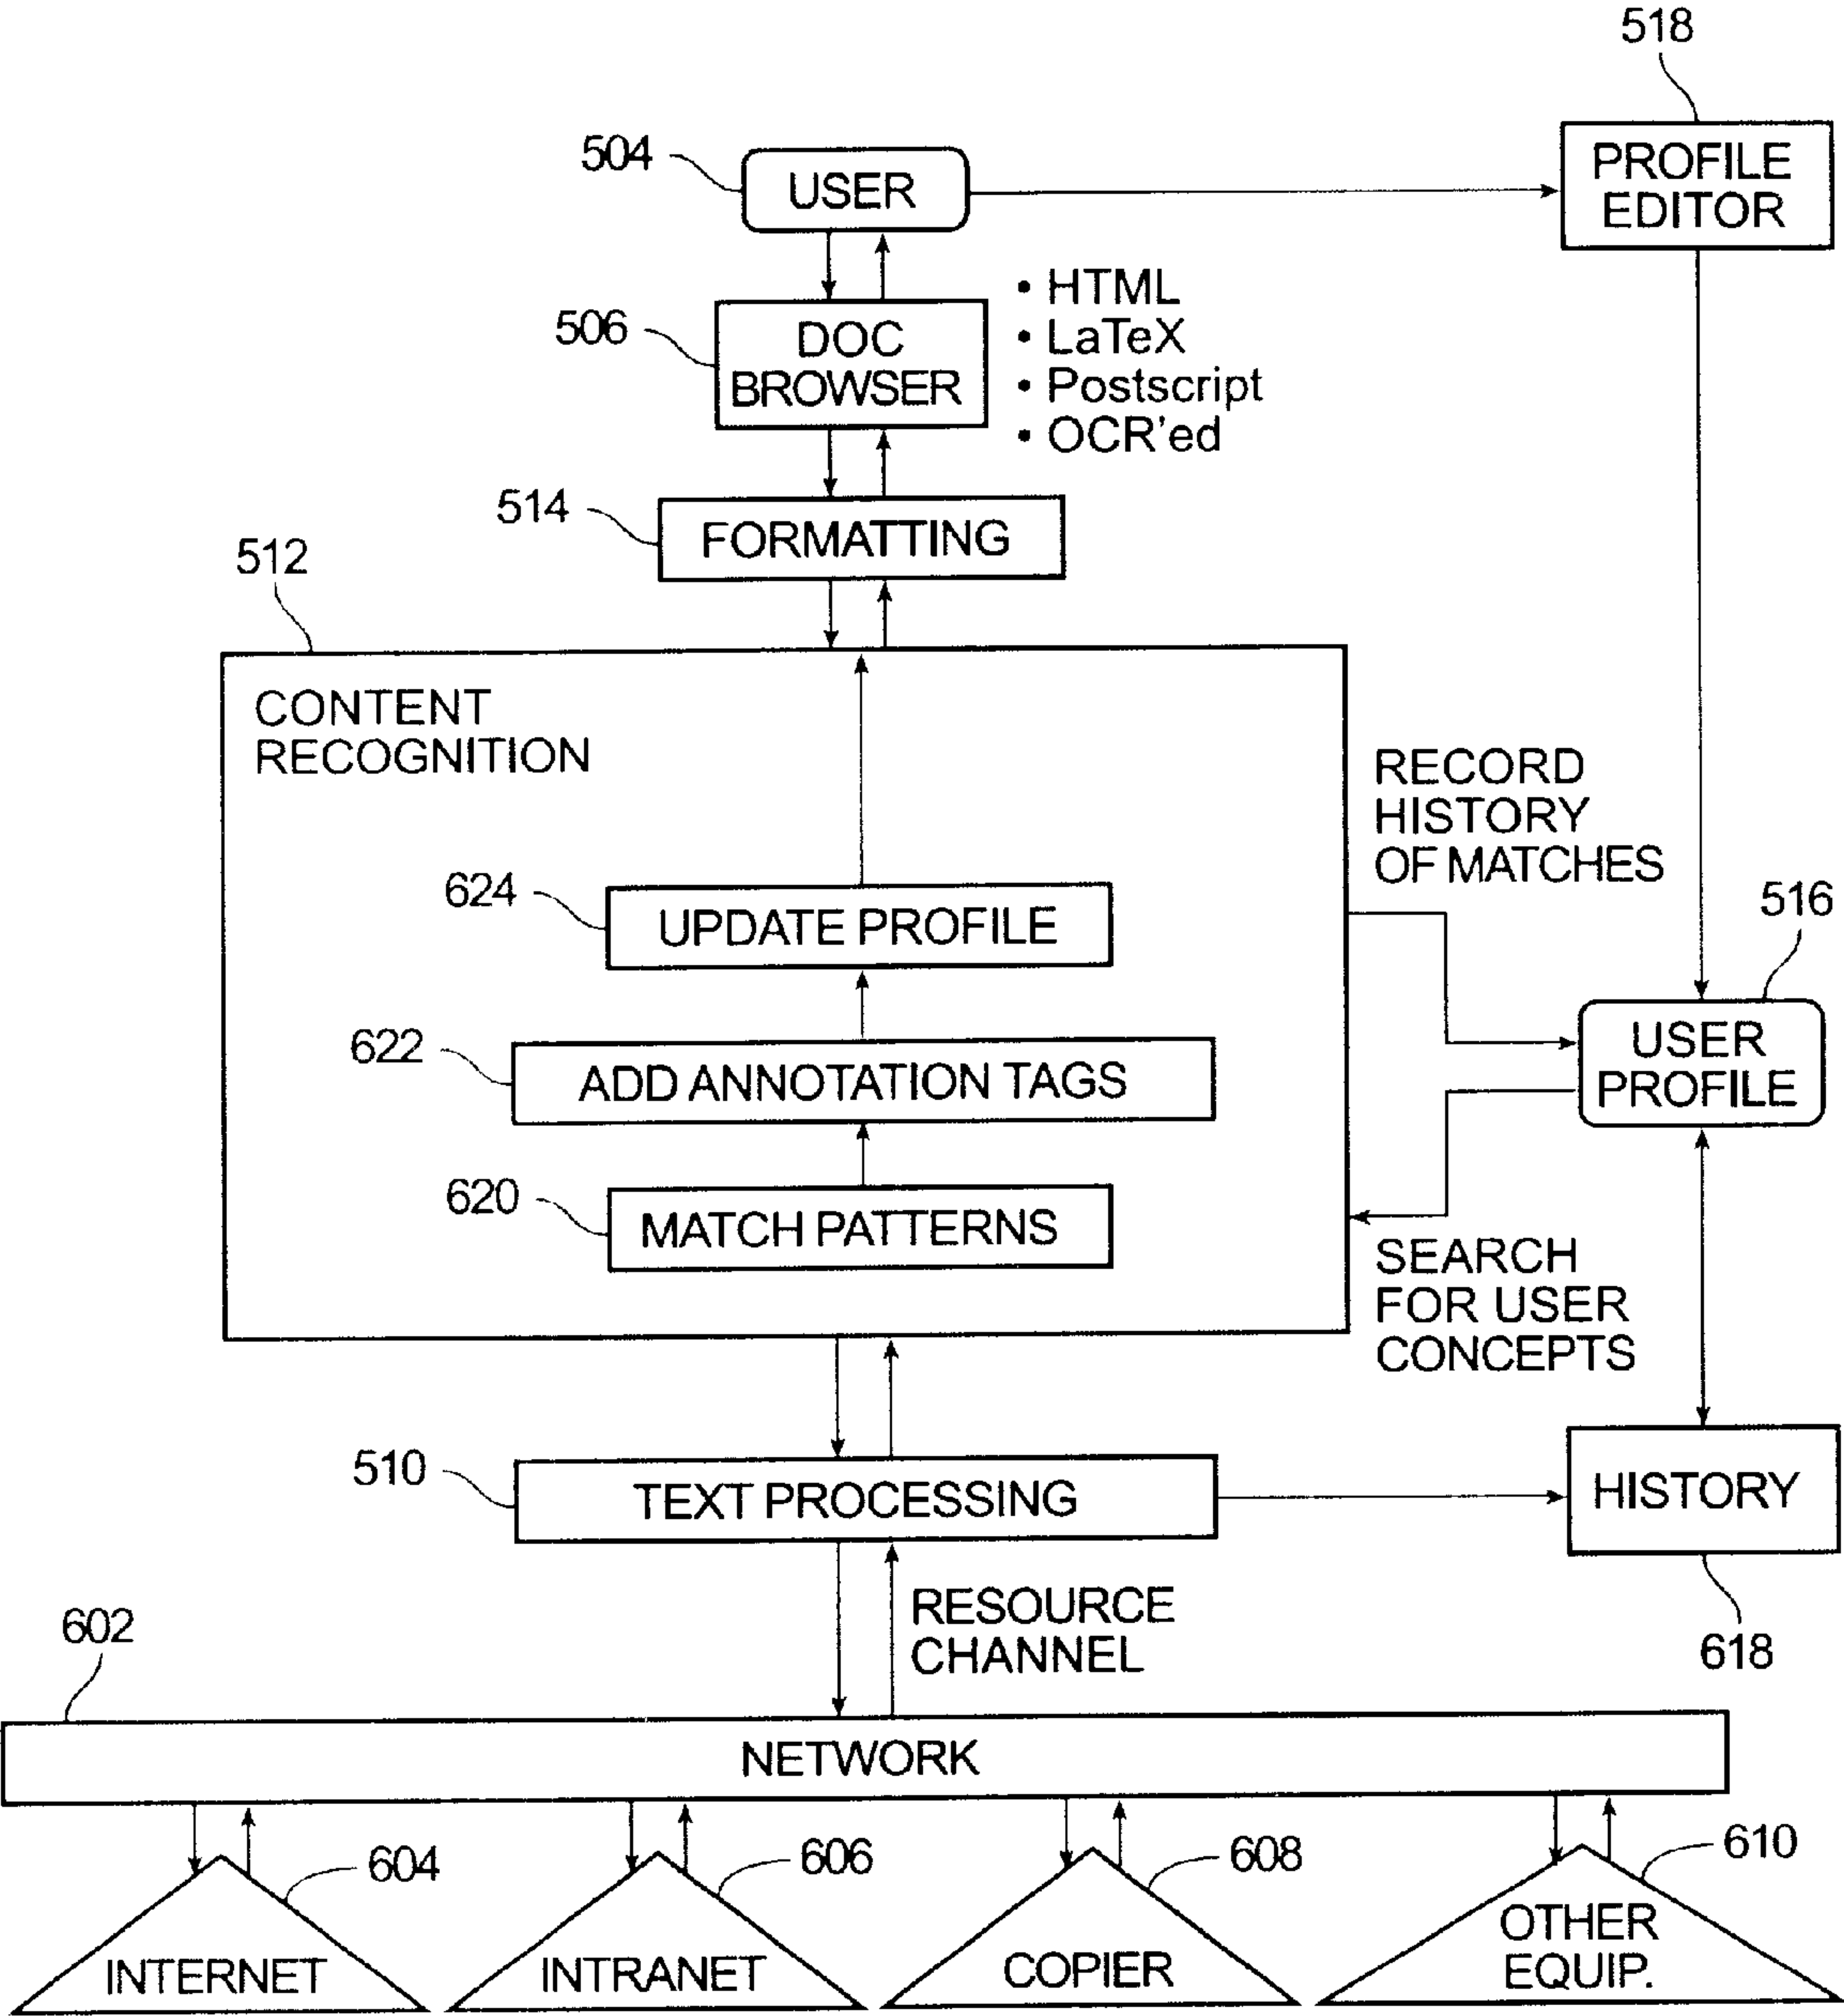 518
PROFILE
EDITOR
504
USER
506
DOC
BROWSER
• HTML
• LaTeX
• Postscript
• OCR'ed
514
FORMATTING
512
CONTENT
RECOGNITION
RECORD
HISTORY
OF MATCHES
624
UPDATE PROFILE
516
USER
PROFILE
622
ADD ANNOTATION TAGS
620
MATCH PATTERNS
SEARCH
FOR USER
CONCEPTS
510
TEXT PROCESSING
HISTORY
618
RESOURCE
CHANNEL
602
NETWORK
604
INTERNET
606
INTRANET
608
COPIER
610
OTHER
EQUIP.